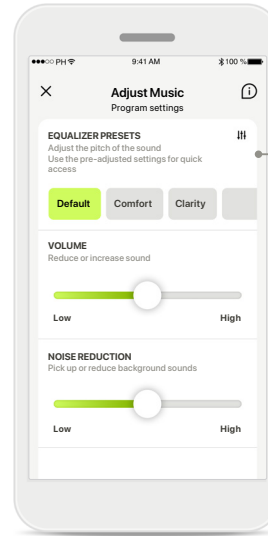 ●●●○○ PH 9:41 AM 100 %
Adjust Music
Program settings
EQUALIZER PRESETS
Adjust the pitch of the sound
Use the pre-adjusted settings for quick
access
Default Comfort Clarity
VOLUME
Reduce or increase sound
Low High
NOISE REDUCTION
Pick up or reduce background sounds
Low High